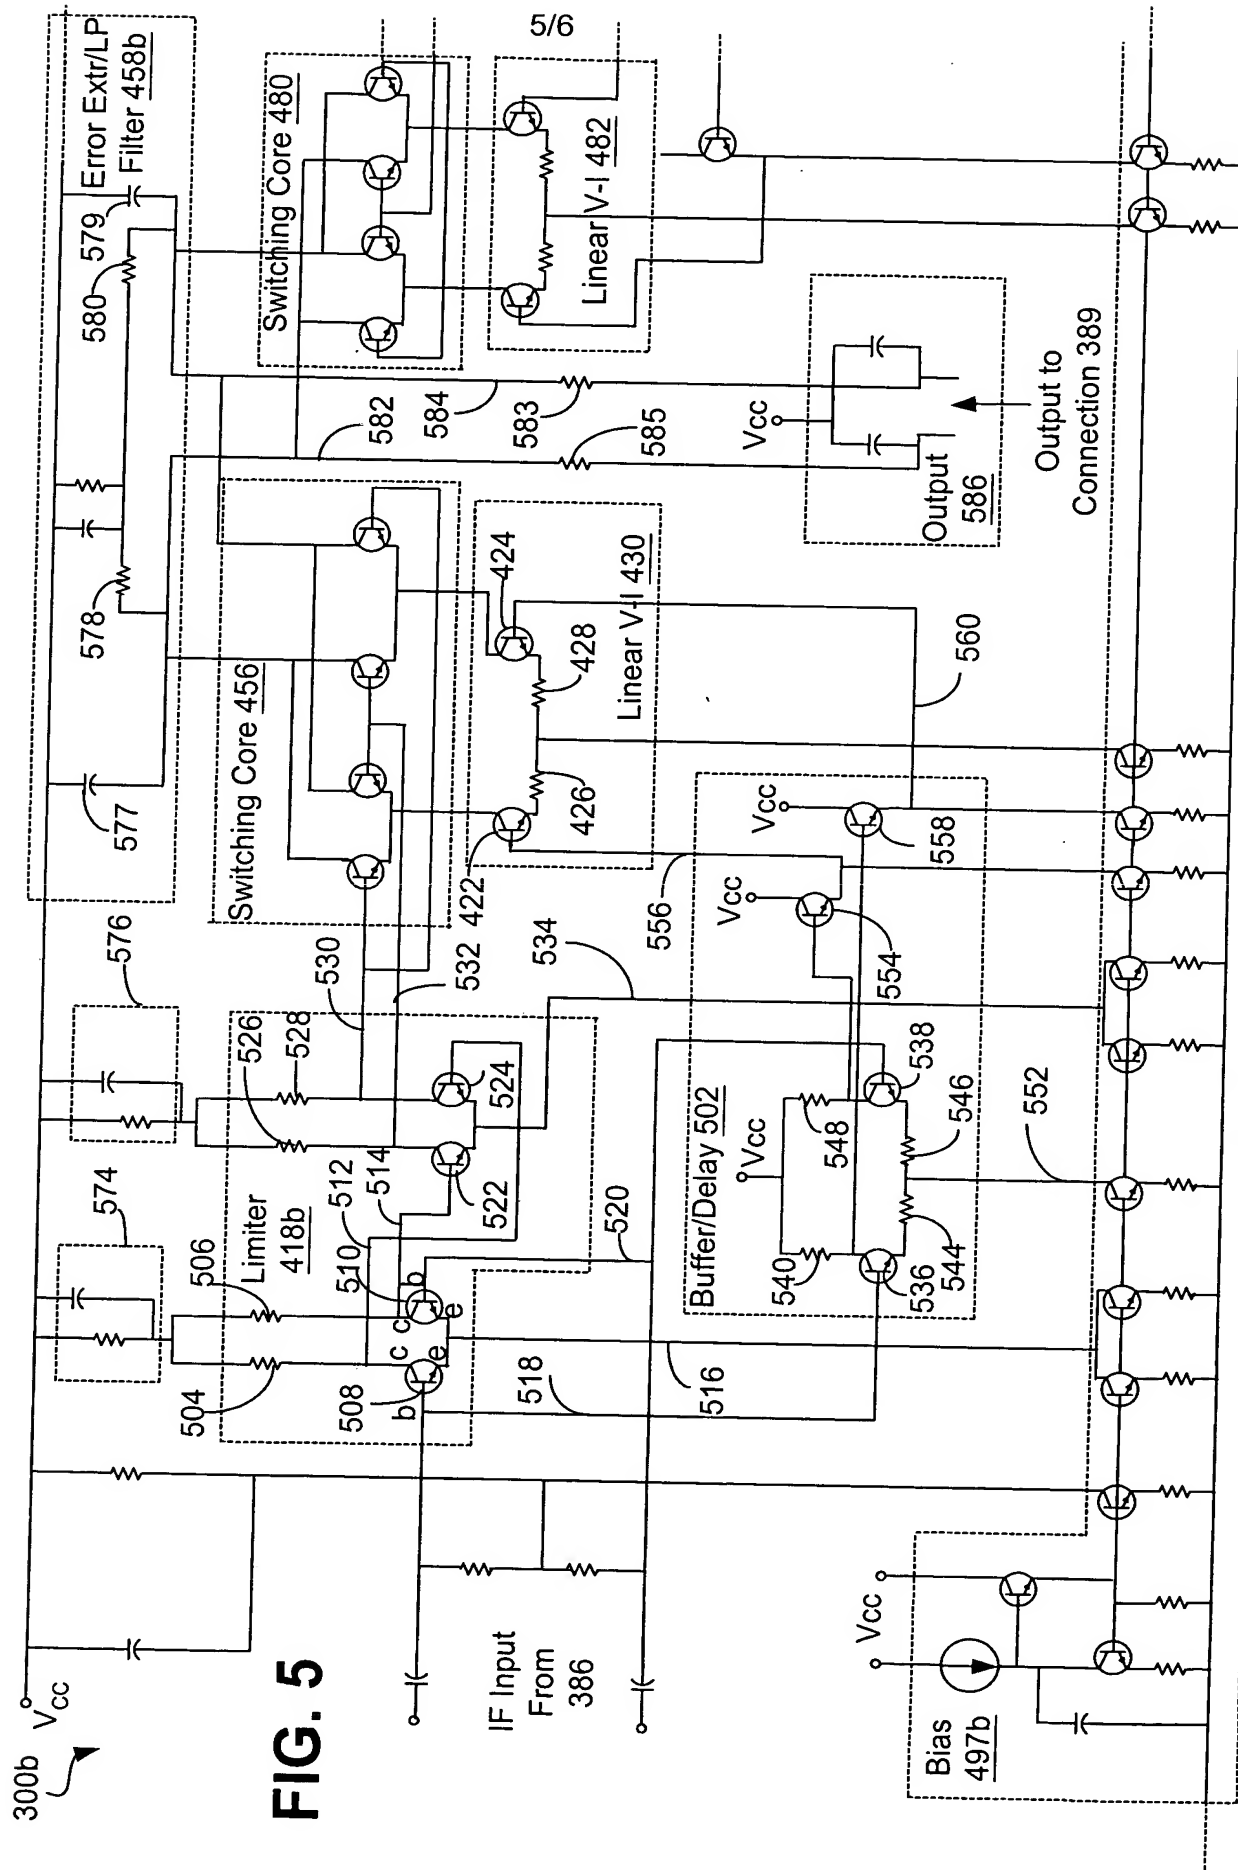 5/6
300b
VCC
FIG. 5
IF Input
From
386
Bias
497b
Vcc
574
576
504
506
Limiter
418b
508
510
512
514
b
c
e
c
b
e
516
518
520
522
524
526
528
530
532
534
Buffer/Delay 502
Vcc
540
548
536
538
544
546
552
554
Vcc
556
Vcc
558
560
Error Extr/LP
Filter 458b
577
578
579
580
Switching Core 456
422
424
426
428
Linear V-I 430
Switching Core 480
Linear V-I 482
582
584
583
585
Vcc
Output
586
Output to
Connection 389